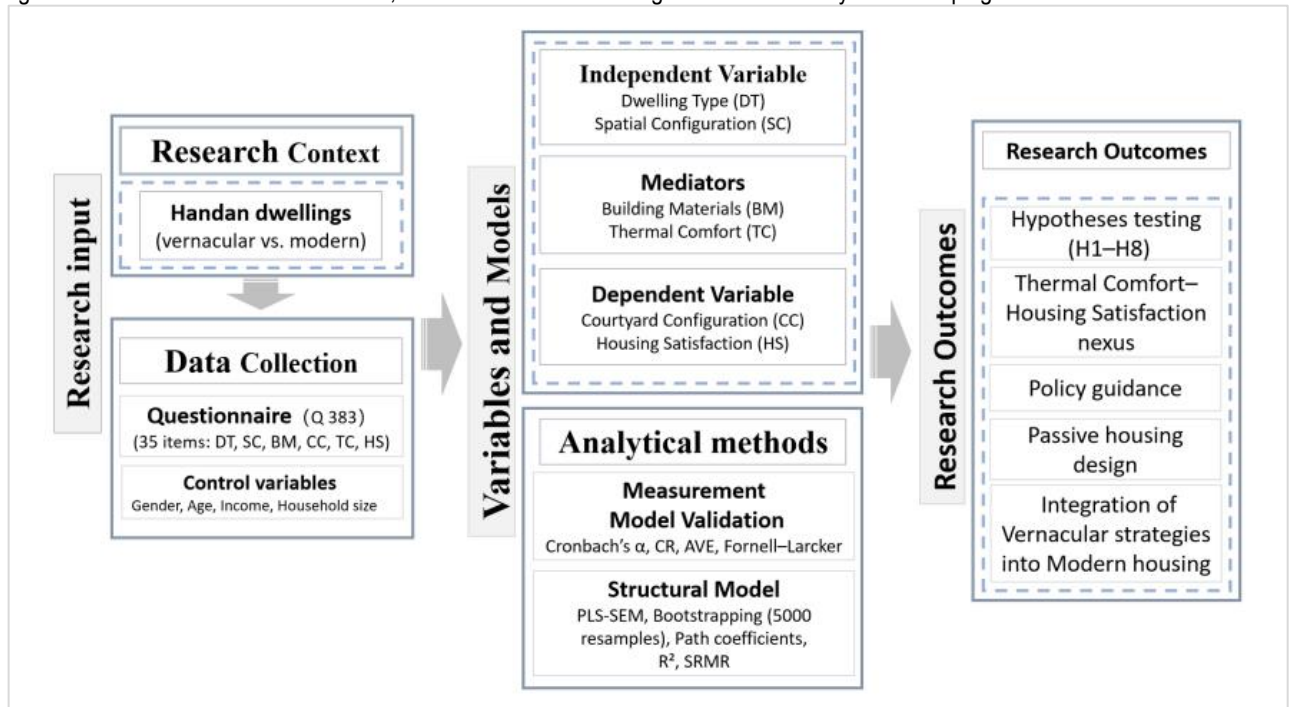 Research input
Research Context
Handan dwellings
(vernacular vs. modern)
Data Collection
Questionnaire (Q 383)
(35 items: DT, SC, BM, CC, TC, HS)
Control variables
Gender, Age, Income, Household size
Variables and Models
Independent Variable
Dwelling Type (DT)
Spatial Configuration (SC)
Mediators
Building Materials (BM)
Thermal Comfort (TC)
Dependent Variable
Courtyard Configuration (CC)
Housing Satisfaction (HS)
Analytical methods
Measurement
Model Validation
Cronbach's α, CR, AVE, Fornell–Larcker
Structural Model
PLS-SEM, Bootstrapping (5000
resamples), Path coefficients,
R², SRMR
Research Outcomes
Research Outcomes
Hypotheses testing
(H1–H8)
Thermal Comfort–
Housing Satisfaction
nexus
Policy guidance
Passive housing
design
Integration of
Vernacular strategies
into Modern housing